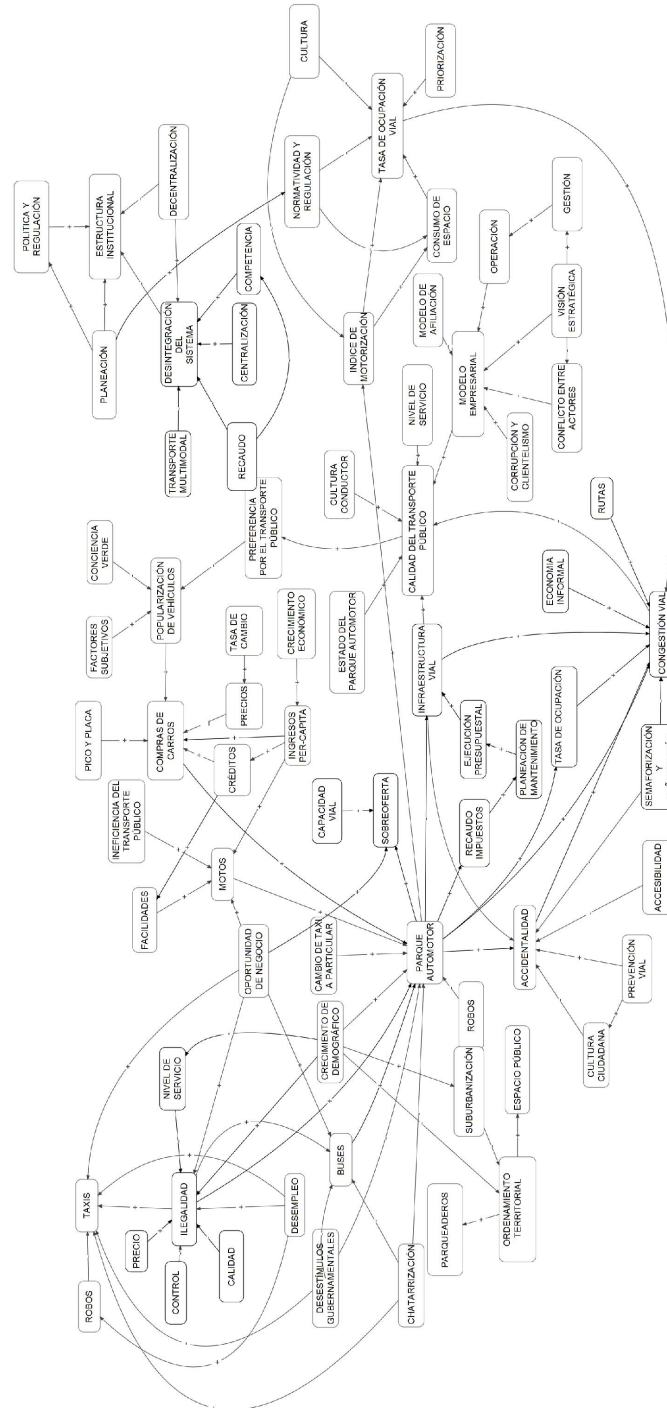 POLITICA Y
REGULACIÓN
PLANEACIÓN
ESTRUCTURA
INSTITUCIONAL
DECENTRALIZACIÓN
TRANSPORTE
MULTIMODAL
DESINTEGRACIÓN
DEL
SISTEMA
RECAUDO
CENTRALIZACIÓN
COMPETENCIA
NORMATIVIDAD Y
REGULACIÓN
CULTURA
TASA DE OCUPACIÓN
VIAL
PRIORIZACIÓN
INDICE DE
MOTORIZACIÓN
CONSUMO DE
ESPACIO
CONCIENCIA
VERDE
FACTORES
SUBJETIVOS
POPULARIZACIÓN
DE VEHÍCULOS
PREFERENCIA
POR EL TRANSPORTE
PÚBLICO
PICO Y PLACA
COMPRAS DE
CARROS
TASA DE
CAMBIO
PRECIOS
CRÉDITOS
CRECIMIENTO
ECONÓMICO
INGRESOS
PER-CAPITA
CULTURA
CONDUCTOR
NIVEL DE
SERVICIO
ESTADO DEL
PARQUE AUTOMOTOR
CALIDAD DEL TRANSPORTE
PÚBLICO
MODELO DE
AFILIACIÓN
MODELO
EMPRESARIAL
OPERACIÓN
GESTIÓN
VISIÓN
ESTRATÉGICA
CONFLICTO ENTRE
ACTORES
CORRUPCIÓN Y
CLIENTELISMO
INEFICIENCIA DEL
TRANSPORTE
PÚBLICO
FACILIDADES
MOTOS
OPORTUNIDAD
DE NEGOCIO
CAPACIDAD
VIAL
SOBREOFERTA
INFRAESTRUCTURA
VIAL
EJECUCIÓN
PRESUPUESTAL
PLANEACIÓN DE
MANTENIMIENTO
RECAUDO
IMPUESTOS
TASA DE OCUPACIÓN
ECONOMIA
INFORMAL
RUTAS
CONGESTIÓN VIAL
SEMAFORIZACIÓN
Y
CAMBIO DE TAXI
A PARTICULAR
PARQUE
AUTOMOTOR
CRECIMIENTO DE
DEMOGRÁFICO
ROBOS
ACCIDENTALIDAD
ACCESIBILIDAD
PREVENCIÓN
VIAL
CULTURA
CIUDADANA
TAXIS
ROBOS
NIVEL DE
SERVICIO
PRECIO
ILEGALIDAD
CONTROL
CALIDAD
DESEMPLEO
BUSES
DESESTÍMULOS
GUBERNAMENTALES
CHATARRIZACIÓN
SUBURBANIZACIÓN
ESPACIO PÚBLICO
PARQUEADEROS
ORDENAMIENTO
TERRITORIAL